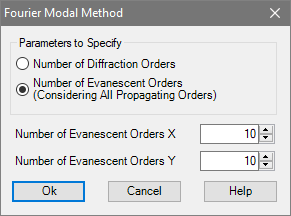 Fourier Modal Method
Parameters to Specify
Number of Diffraction Orders
Number of Evanescent Orders
(Considering All Propagating Orders)
Number of Evanescent Orders X 10
Number of Evanescent Orders Y 10
Ok Cancel Help